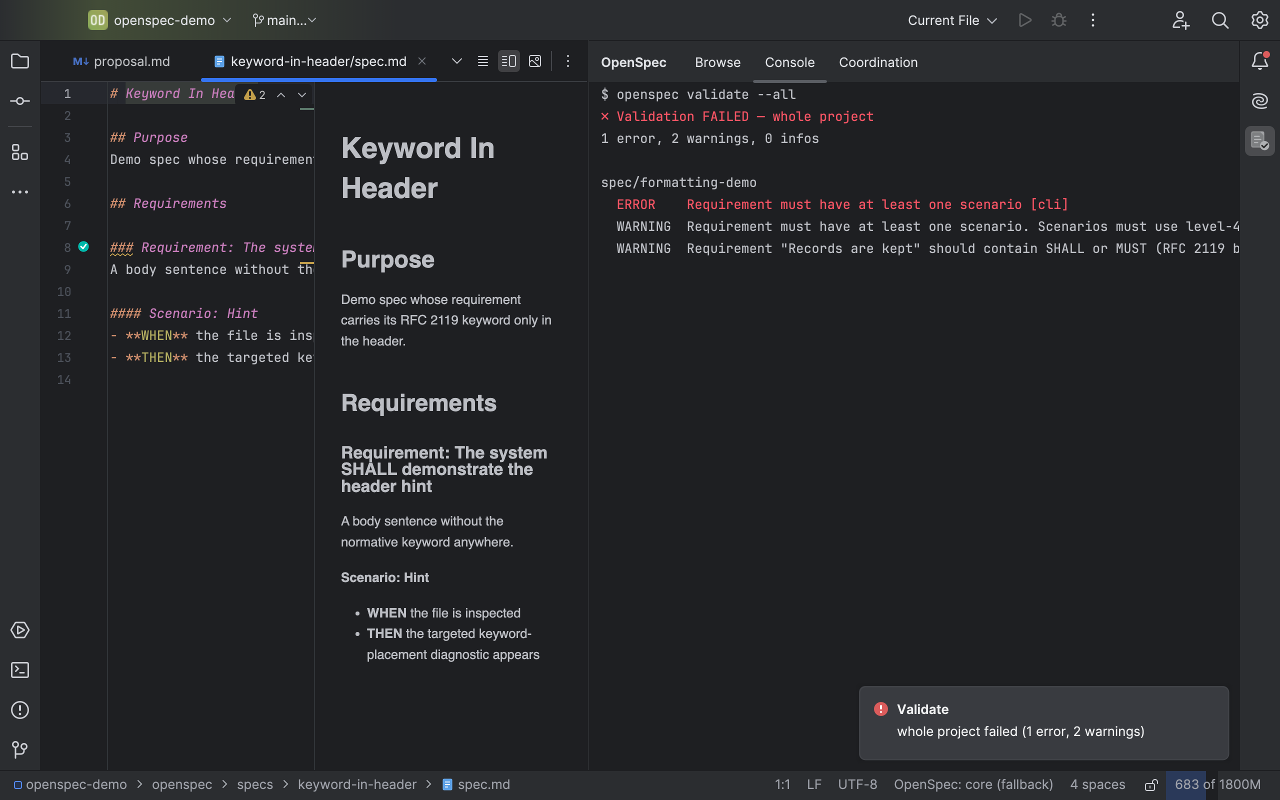 OD openspec-demo main... Current File
M↓ proposal.md keyword-in-header/spec.md
OpenSpec Browse Console Coordination
1 # Keyword In Hea 2
2
3 ## Purpose
4 Demo spec whose requirement
5
6 ## Requirements
7
8 ### Requirement: The syste
9 A body sentence without th
10
11 #### Scenario: Hint
12 - **WHEN** the file is ins
13 - **THEN** the targeted ke
14
Keyword In
Header
Purpose
Demo spec whose requirement
carries its RFC 2119 keyword only in
the header.
Requirements
Requirement: The system
SHALL demonstrate the
header hint
A body sentence without the
normative keyword anywhere.
Scenario: Hint
• WHEN the file is inspected
• THEN the targeted keyword-
placement diagnostic appears
$ openspec validate --all
× Validation FAILED — whole project
1 error, 2 warnings, 0 infos
spec/formatting-demo
ERROR Requirement must have at least one scenario [cli]
WARNING Requirement must have at least one scenario. Scenarios must use level-4
WARNING Requirement "Records are kept" should contain SHALL or MUST (RFC 2119 b
Validate
whole project failed (1 error, 2 warnings)
openspec-demo > openspec > specs > keyword-in-header > spec.md 1:1 LF UTF-8 OpenSpec: core (fallback) 4 spaces 683 of 1800M